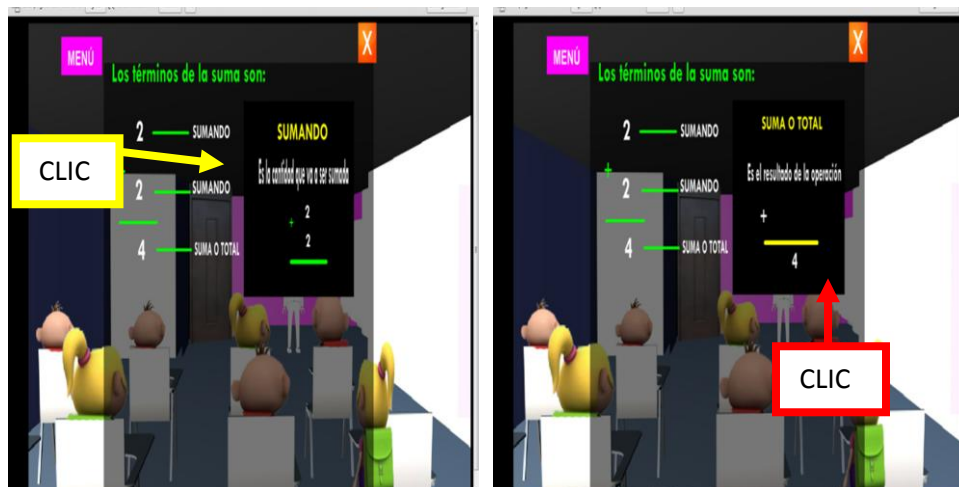 MENÚ
X
Los términos de la suma son:
2 SUMANDO
+
2 SUMANDO
4 SUMA O TOTAL
SUMANDO
Es la cantidad que va a ser sumada
2
+
2
CLIC
MENÚ
X
Los términos de la suma son:
2 SUMANDO
+
2 SUMANDO
4 SUMA O TOTAL
SUMA O TOTAL
Es el resultado de la operación
+
4
CLIC